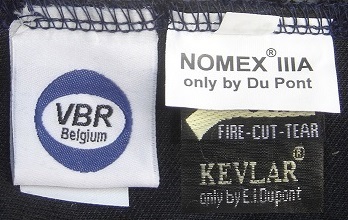 VBR
Belgium
NOMEX® IIIA
only by Du Pont
FIRE-CUT-TEAR
KEVLAR®
only by E.I Dupont